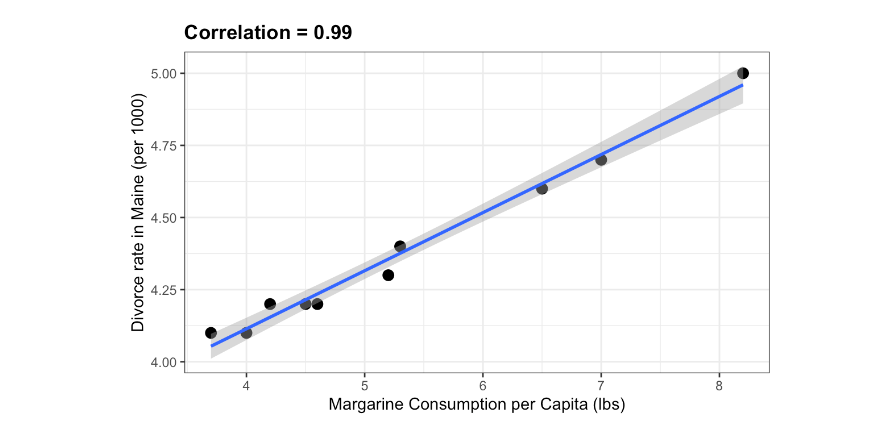 Correlation = 0.99
Divorce rate in Maine (per 1000)
5.00
4.75
4.50
4.25
4.00
4 5 6 7 8
Margarine Consumption per Capita (lbs)